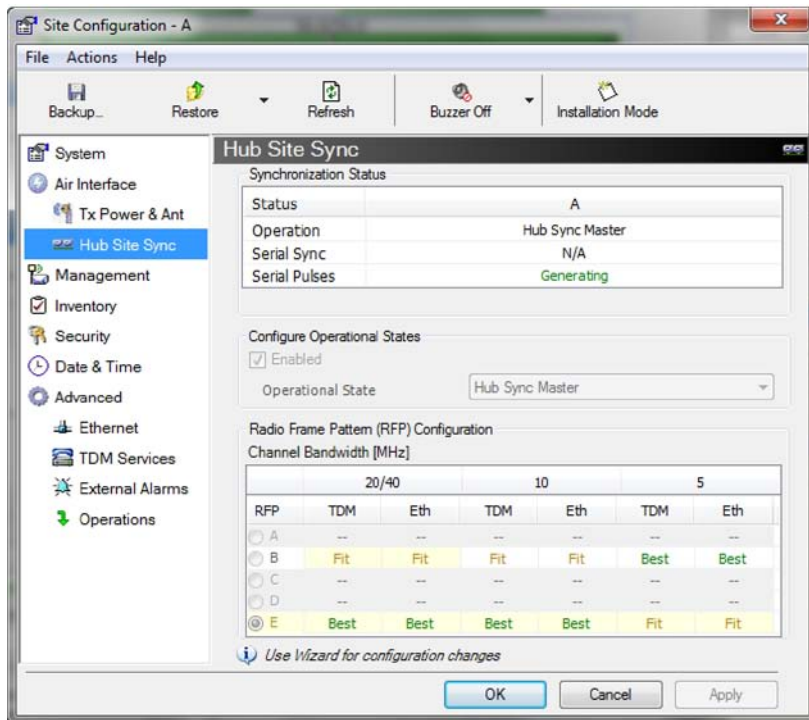 Site Configuration - A
File Actions Help
Backup... Restore Refresh Buzzer Off Installation Mode
System
Air Interface
Tx Power & Ant
Hub Site Sync
Management
Inventory
Security
Date & Time
Advanced
Ethernet
TDM Services
External Alarms
Operations
Hub Site Sync
Synchronization Status
Status A
Operation Hub Sync Master
Serial Sync N/A
Serial Pulses Generating
Configure Operational States
Enabled
Operational State Hub Sync Master
Radio Frame Pattern (RFP) Configuration
Channel Bandwidth [MHz]
20/40 10 5
RFP TDM Eth TDM Eth TDM Eth
A -- -- -- -- -- --
B Fit Fit Fit Fit Best Best
C -- -- -- -- -- --
D -- -- -- -- -- --
E Best Best Best Best Fit Fit
Use Wizard for configuration changes
OK Cancel Apply